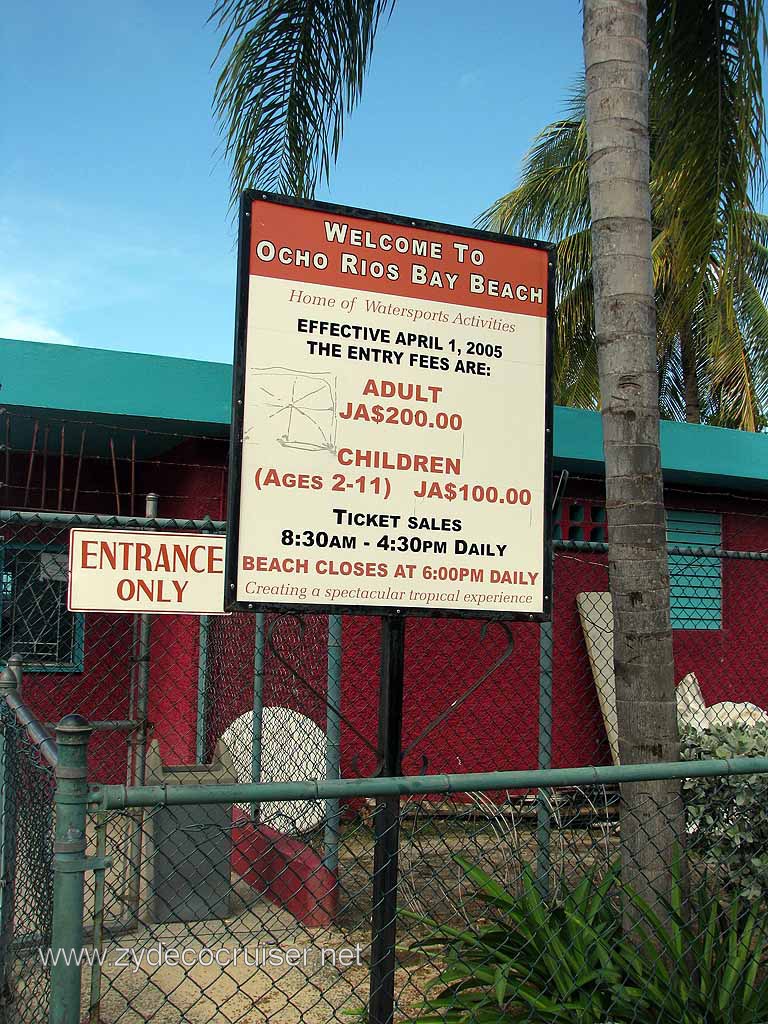 WELCOME TO
OCHO RIOS BAY BEACH
Home of Watersports Activities
EFFECTIVE APRIL 1, 2005
THE ENTRY FEES ARE:
ADULT
JA$200.00
CHILDREN
(AGES 2-11) JA$100.00
TICKET SALES
8:30AM - 4:30PM DAILY
BEACH CLOSES AT 6:00PM DAILY
Creating a spectacular tropical experience
ENTRANCE
ONLY
www.zydecocruiser.net